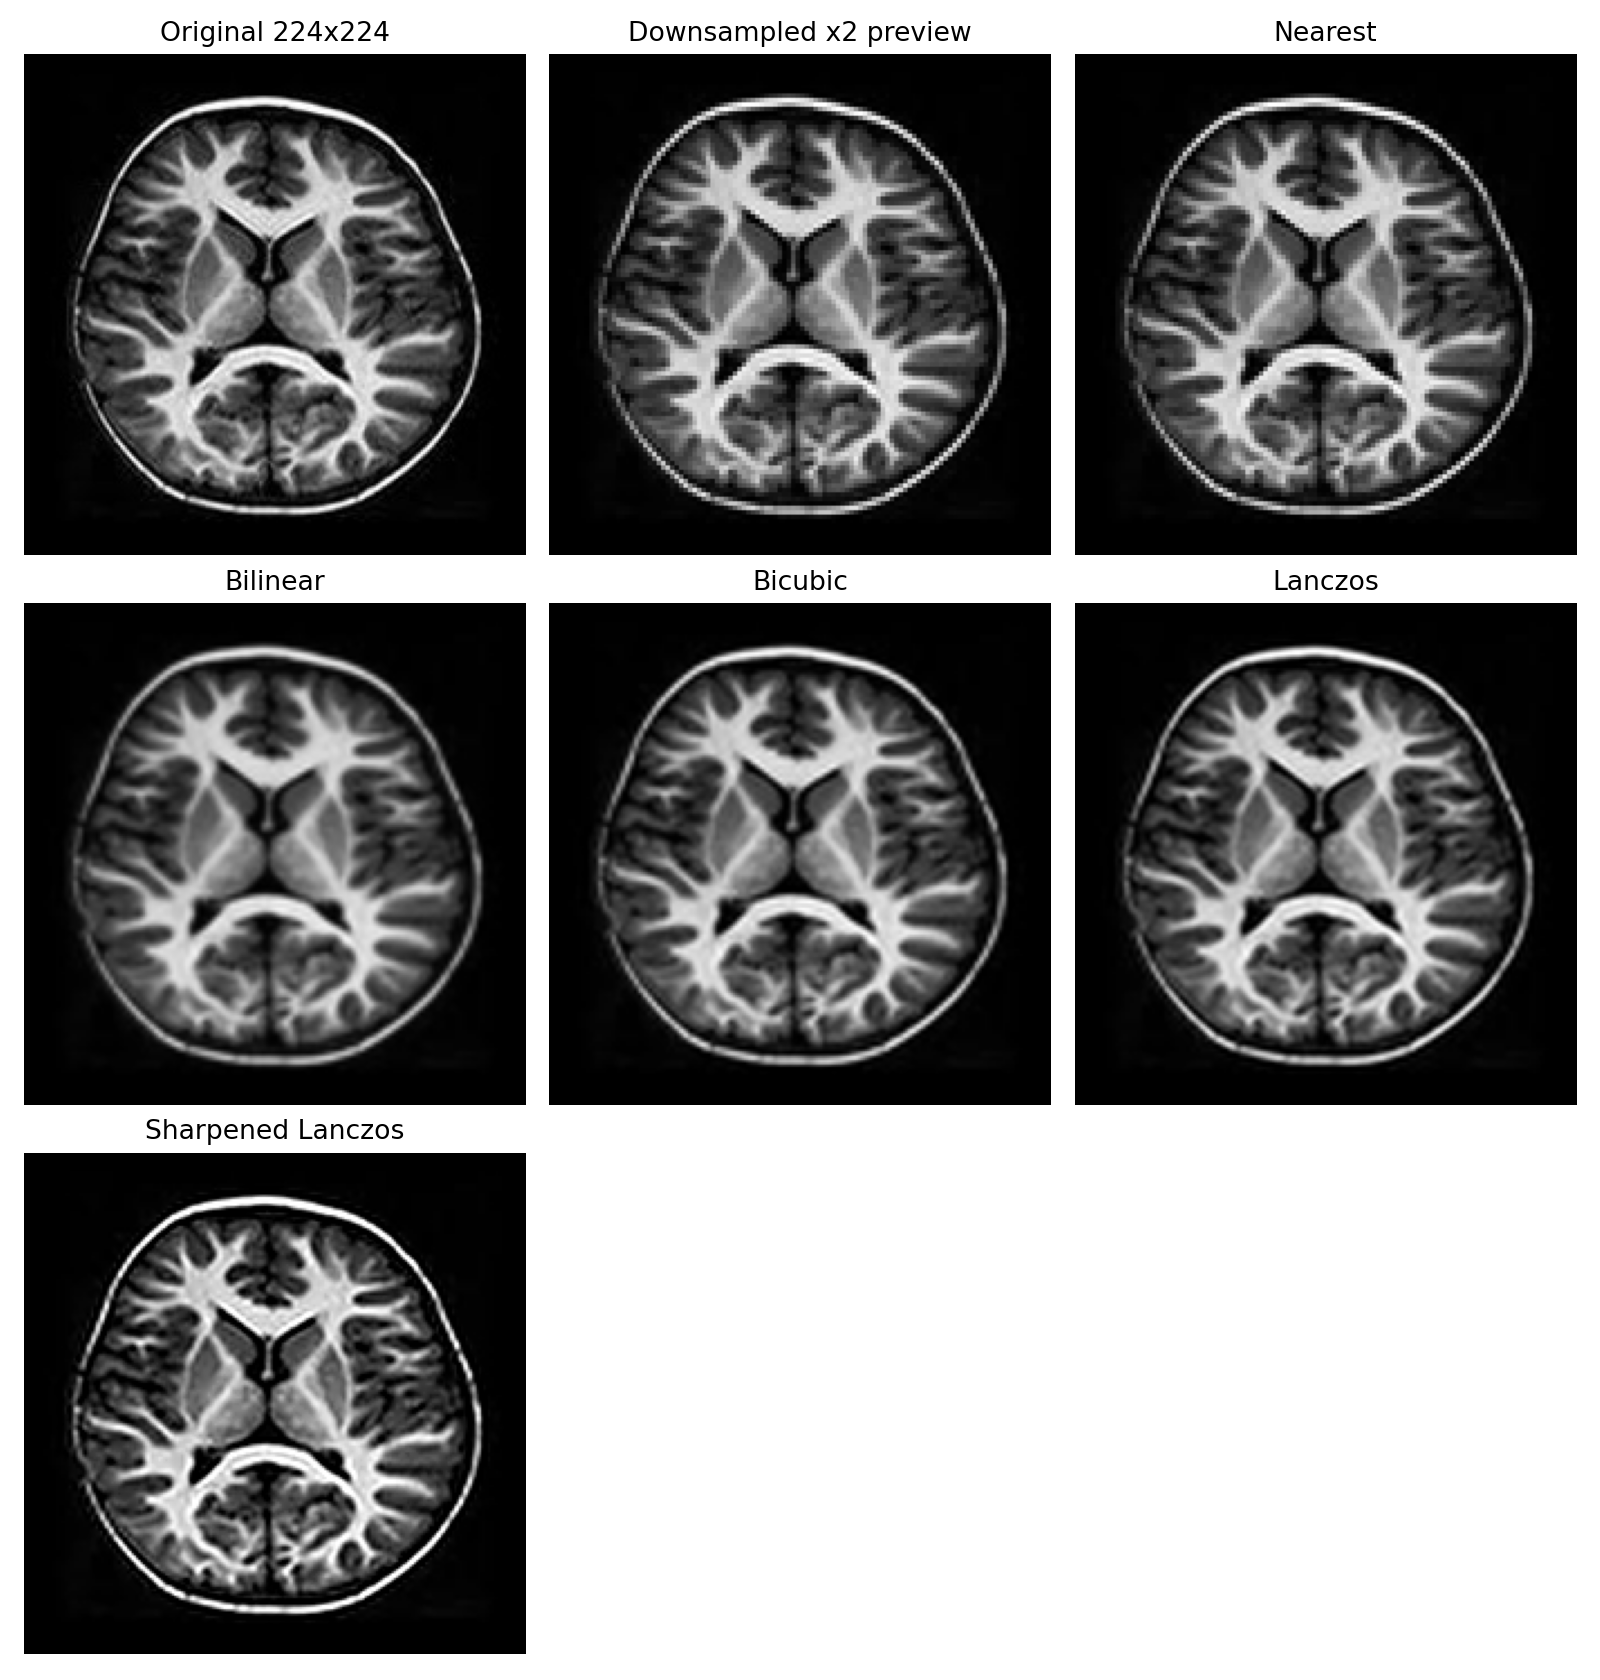 Original 224x224
Downsampled x2 preview
Nearest
Bilinear
Bicubic
Lanczos
Sharpened Lanczos